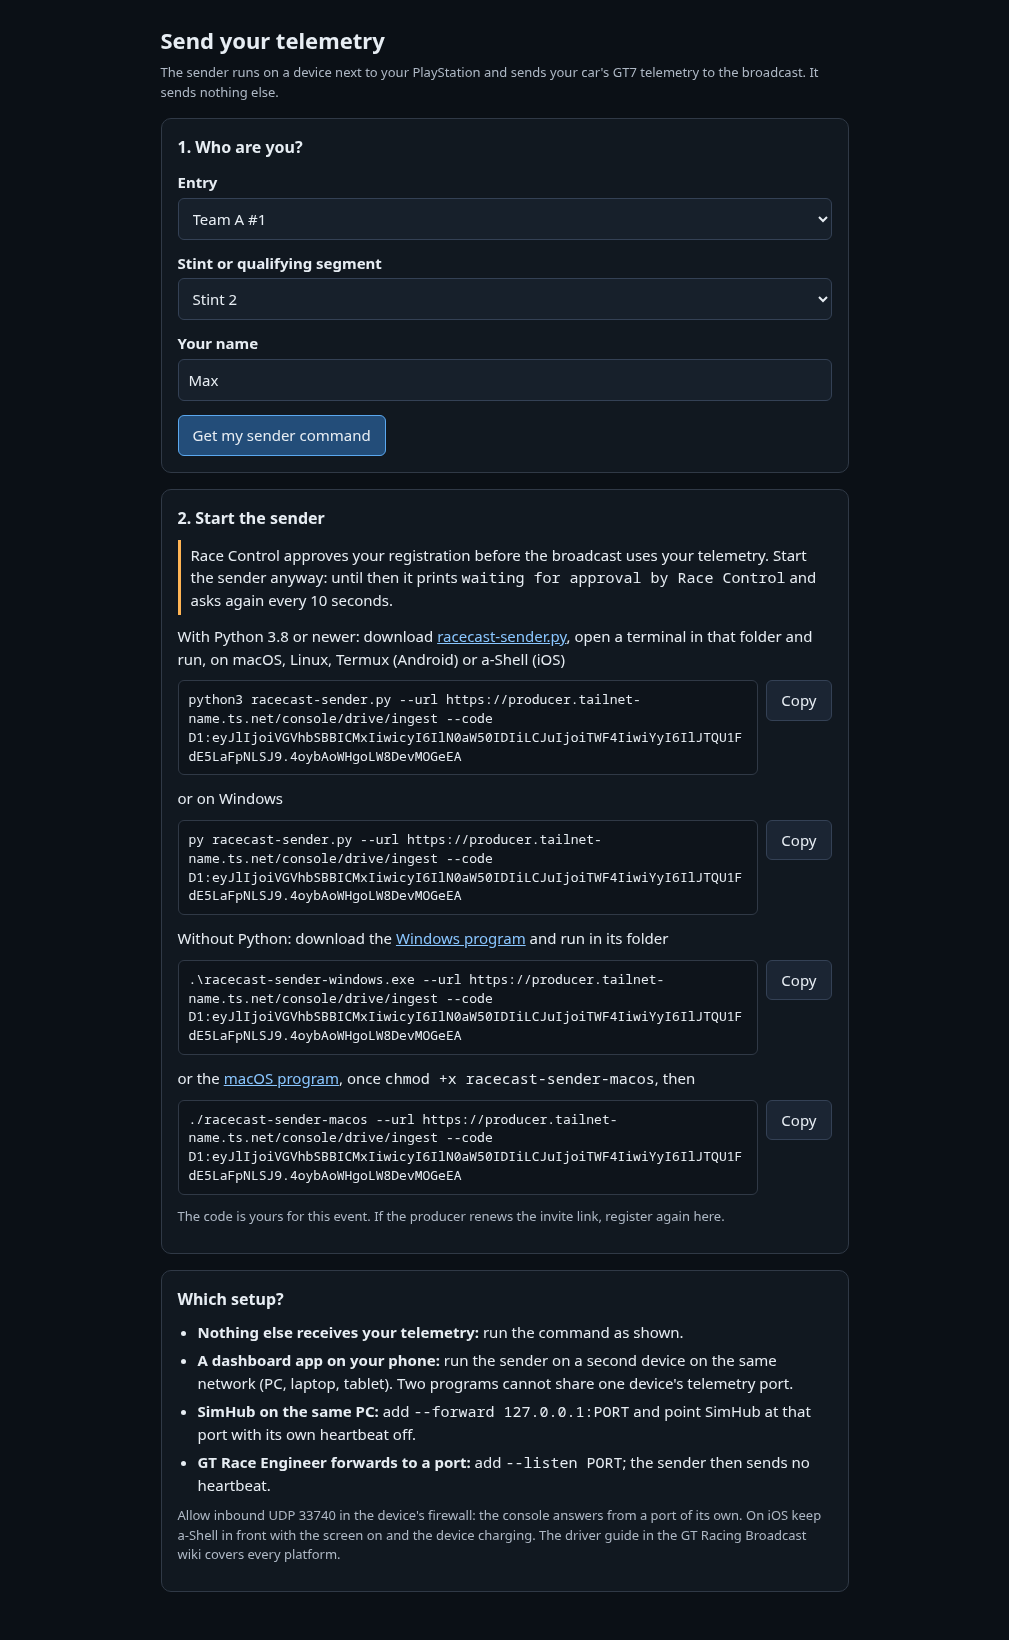 Send your telemetry
The sender runs on a device next to your PlayStation and sends your car's GT7 telemetry to the broadcast. It
sends nothing else.
1. Who are you?
Entry
Team A #1
Stint or qualifying segment
Stint 2
Your name
Max
Get my sender command
2. Start the sender
Race Control approves your registration before the broadcast uses your telemetry. Start
the sender anyway: until then it prints waiting for approval by Race Control and
asks again every 10 seconds.
With Python 3.8 or newer: download racecast-sender.py, open a terminal in that folder and
run, on macOS, Linux, Termux (Android) or a-Shell (iOS)
python3 racecast-sender.py --url https://producer.tailnet-
name.ts.net/console/drive/ingest --code
D1:eyJlIjoiVGVhbSBBICMxIiwicyI6IlN0aW50IDIiLCJuIjoiTWF4IiwiYyI6IlJTQU1F
dE5LaFpNLSJ9.4oybAoWHgoLW8DevMOGeEA
Copy
or on Windows
py racecast-sender.py --url https://producer.tailnet-
name.ts.net/console/drive/ingest --code
D1:eyJlIjoiVGVhbSBBICMxIiwicyI6IlN0aW50IDIiLCJuIjoiTWF4IiwiYyI6IlJTQU1F
dE5LaFpNLSJ9.4oybAoWHgoLW8DevMOGeEA
Copy
Without Python: download the Windows program and run in its folder
.\racecast-sender-windows.exe --url https://producer.tailnet-
name.ts.net/console/drive/ingest --code
D1:eyJlIjoiVGVhbSBBICMxIiwicyI6IlN0aW50IDIiLCJuIjoiTWF4IiwiYyI6IlJTQU1F
dE5LaFpNLSJ9.4oybAoWHgoLW8DevMOGeEA
Copy
or the macOS program, once chmod +x racecast-sender-macos, then
./racecast-sender-macos --url https://producer.tailnet-
name.ts.net/console/drive/ingest --code
D1:eyJlIjoiVGVhbSBBICMxIiwicyI6IlN0aW50IDIiLCJuIjoiTWF4IiwiYyI6IlJTQU1F
dE5LaFpNLSJ9.4oybAoWHgoLW8DevMOGeEA
Copy
The code is yours for this event. If the producer renews the invite link, register again here.
Which setup?
• Nothing else receives your telemetry: run the command as shown.
• A dashboard app on your phone: run the sender on a second device on the same
network (PC, laptop, tablet). Two programs cannot share one device's telemetry port.
• SimHub on the same PC: add --forward 127.0.0.1:PORT and point SimHub at that
port with its own heartbeat off.
• GT Race Engineer forwards to a port: add --listen PORT; the sender then sends no
heartbeat.
Allow inbound UDP 33740 in the device's firewall: the console answers from a port of its own. On iOS keep
a-Shell in front with the screen on and the device charging. The driver guide in the GT Racing Broadcast
wiki covers every platform.